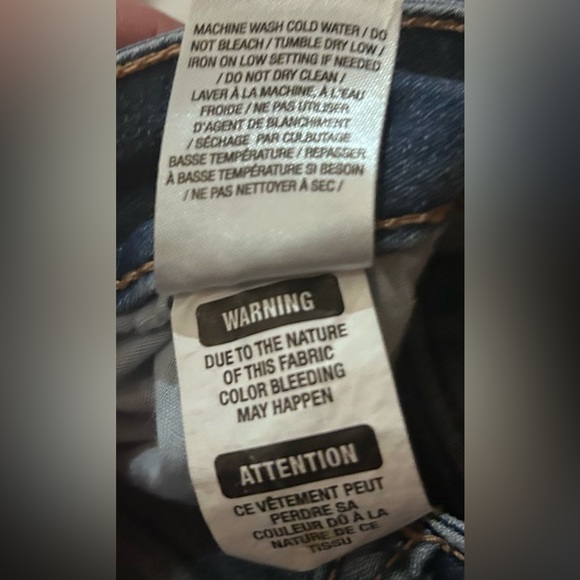 MACHINE WASH COLD WATER / DO
NOT BLEACH / TUMBLE DRY LOW /
IRON ON LOW SETTING IF NEEDED
/ DO NOT DRY CLEAN /
LAVER À LA MACHINE, À L'EAU
FROIDE / NE PAS UTILISER
D'AGENT DE BLANCHIMENT
/ SÉCHAGE PAR CULBUTAGE
BASSE TEMPÉRATURE / REPASSER
À BASSE TEMPÉRATURE SI BESOIN
/ NE PAS NETTOYER À SEC /
WARNING
DUE TO THE NATURE
OF THIS FABRIC
COLOR BLEEDING
MAY HAPPEN
ATTENTION
CE VÊTEMENT PEUT
PERDRE SA
COULEUR DÛ À LA
NATURE DE CE
TISSU